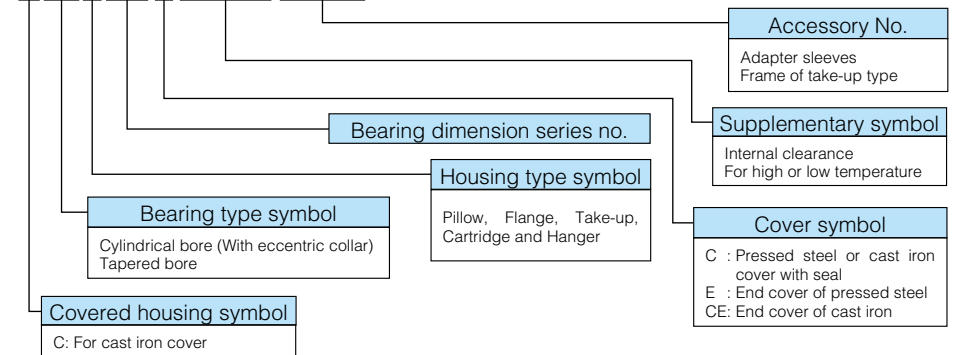 Accessory No.
Adapter sleeves
Frame of take-up type
Bearing dimension series no.
Supplementary symbol
Internal clearance
For high or low temperature
Housing type symbol
Pillow, Flange, Take-up,
Cartridge and Hanger
Bearing type symbol
Cylindrical bore (With eccentric collar)
Tapered bore
Cover symbol
C : Pressed steel or cast iron
cover with seal
E : End cover of pressed steel
CE: End cover of cast iron
Covered housing symbol
C: For cast iron cover